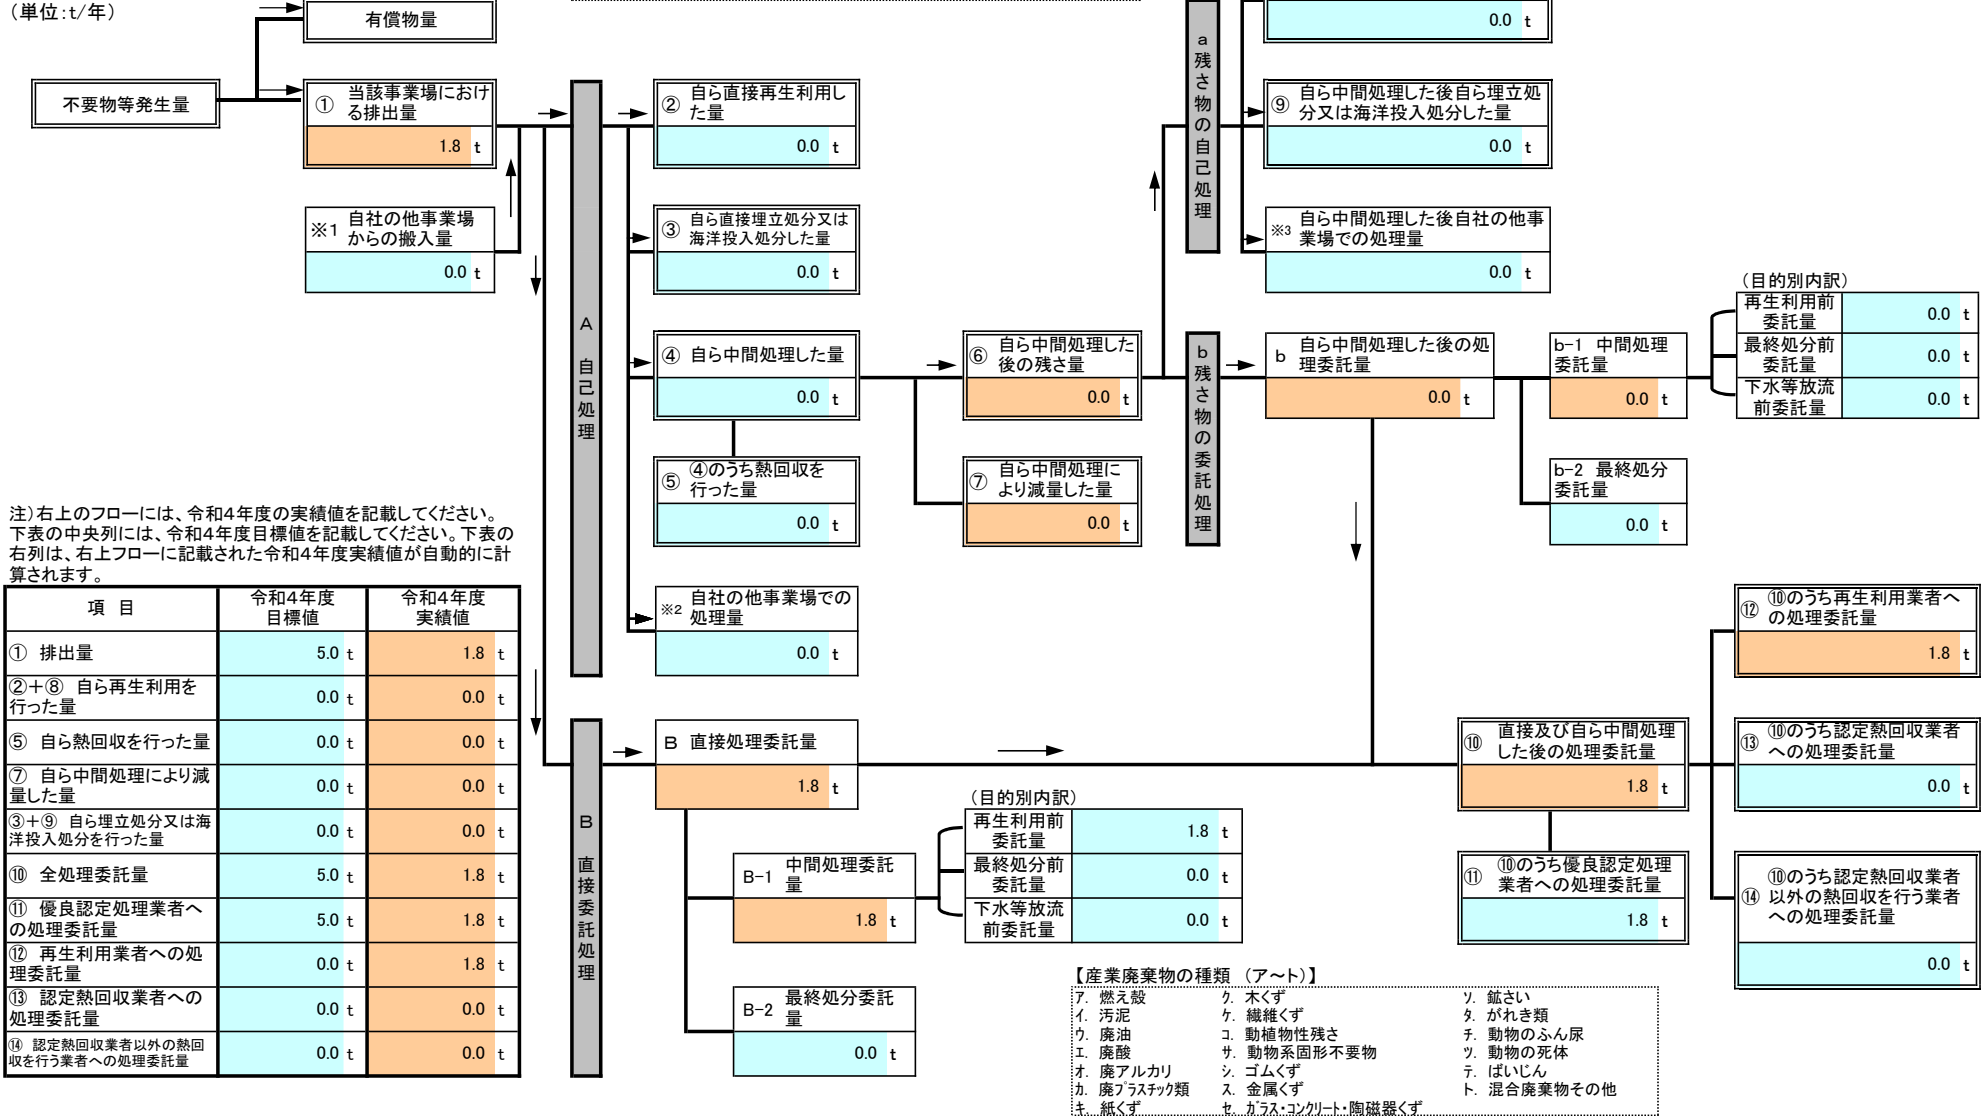 (単位:t/年)
有償物量
0.0 t
不要物等発生量
① 当該事業場におけ
る排出量
1.8 t
※1 自社の他事業場
からの搬入量
0.0 t
A 自己処理
② 自ら直接再生利用し
た量
0.0 t
③ 自ら直接埋立処分又は
海洋投入処分した量
0.0 t
④ 自ら中間処理した量
0.0 t
⑤ ④のうち熱回収を
行った量
0.0 t
※2 自社の他事業場での
処理量
0.0 t
⑥ 自ら中間処理した
後の残さ量
0.0 t
⑦ 自ら中間処理に
より減量した量
0.0 t
a 残さ物の自己処理
⑨ 自ら中間処理した後自ら埋立処
分又は海洋投入処分した量
0.0 t
※3 自ら中間処理した後自社の他事
業場での処理量
0.0 t
b 残さ物の委託処理
b 自ら中間処理した後の処
理委託量
0.0 t
b-1 中間処理
委託量
0.0 t
b-2 最終処分
委託量
0.0 t
(目的別内訳)
再生利用前
委託量 0.0 t
最終処分前
委託量 0.0 t
下水等放流
前委託量 0.0 t
注)右上のフローには、令和4年度の実績値を記載してください。
下表の中央列には、令和4年度目標値を記載してください。下表の
右列は、右上フローに記載された令和4年度実績値が自動的に計
算されます。
項 目 令和4年度
目標値 令和4年度
実績値
① 排出量 5.0 t 1.8 t
②+⑧ 自ら再生利用を
行った量 0.0 t 0.0 t
⑤ 自ら熱回収を行った量 0.0 t 0.0 t
⑦ 自ら中間処理により減
量した量 0.0 t 0.0 t
③+⑨ 自ら埋立処分又は海
洋投入処分を行った量 0.0 t 0.0 t
⑩ 全処理委託量 5.0 t 1.8 t
⑪ 優良認定処理業者へ
の処理委託量 5.0 t 1.8 t
⑫ 再生利用業者への処
理委託量 0.0 t 1.8 t
⑬ 認定熱回収業者への
処理委託量 0.0 t 0.0 t
⑭ 認定熱回収業者以外の熱回
収を行う業者への処理委託量 0.0 t 0.0 t
B 直接委託処理
B 直接処理委託量
1.8 t
B-1 中間処理委託
量
1.8 t
B-2 最終処分委託
量
0.0 t
(目的別内訳)
再生利用前
委託量 1.8 t
最終処分前
委託量 0.0 t
下水等放流
前委託量 0.0 t
⑩ 直接及び自ら中間処理
した後の処理委託量
1.8 t
⑪ ⑩のうち優良認定処理
業者への処理委託量
1.8 t
⑫ ⑩のうち再生利用業者へ
の処理委託量
1.8 t
⑬ ⑩のうち認定熱回収業者
への処理委託量
0.0 t
⑭ ⑩のうち認定熱回収業者
以外の熱回収を行う業者
への処理委託量
0.0 t
【産業廃棄物の種類 (ア〜ト)】
ア. 燃え殻 ク. 木くず ソ. 鉱さい
イ. 汚泥 ケ. 繊維くず タ. がれき類
ウ. 廃油 コ. 動植物性残さ チ. 動物のふん尿
エ. 廃酸 サ. 動物系固形不要物 ツ. 動物の死体
オ. 廃アルカリ シ. ゴムくず テ. ばいじん
カ. 廃プラスチック類 ス. 金属くず ト. 混合廃棄物その他
キ. 紙くず セ. ガラス・コンクリート・陶磁器くず